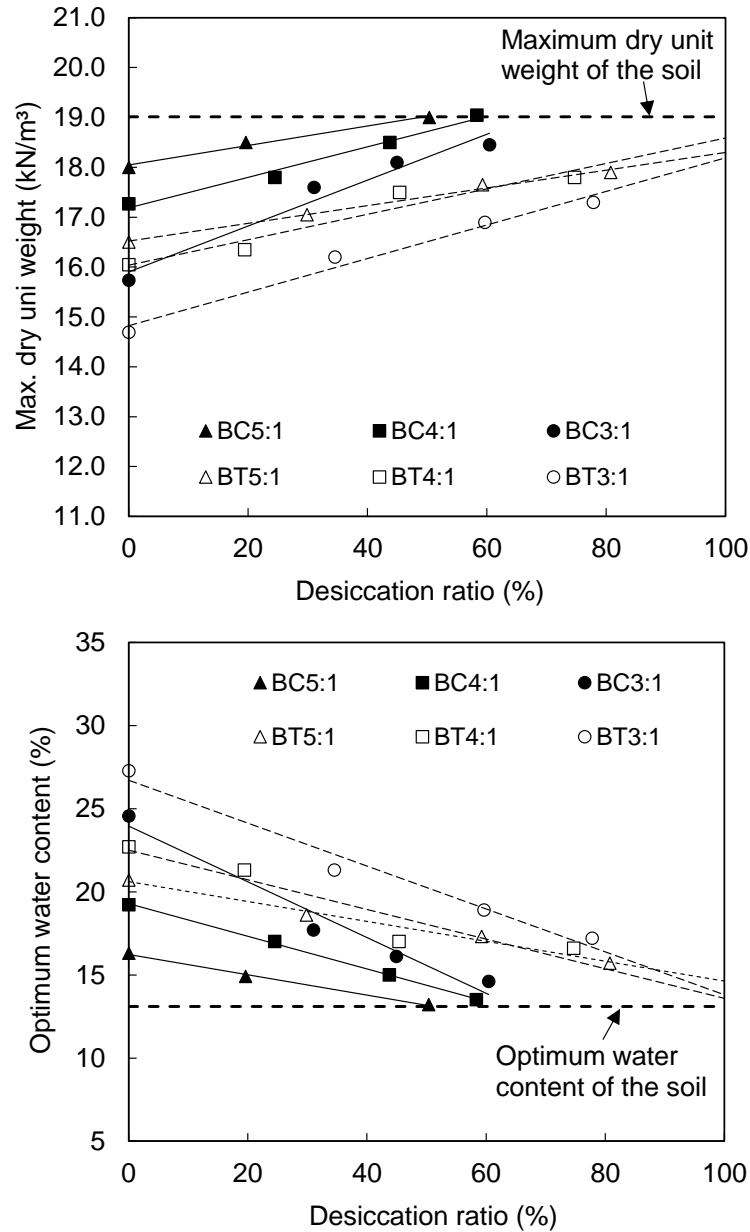 21.0
20.0
19.0
18.0
17.0
16.0
15.0
14.0
13.0
12.0
11.0
Max. dry uni weight (kN/m³)
Maximum dry unit
weight of the soil
BC5:1 BC4:1 BC3:1
BT5:1 BT4:1 BT3:1
0 20 40 60 80 100
Desiccation ratio (%)
35
30
25
20
15
10
5
Optimum water content (%)
BC5:1 BC4:1 BC3:1
BT5:1 BT4:1 BT3:1
Optimum water
content of the soil
0 20 40 60 80 100
Desiccation ratio (%)